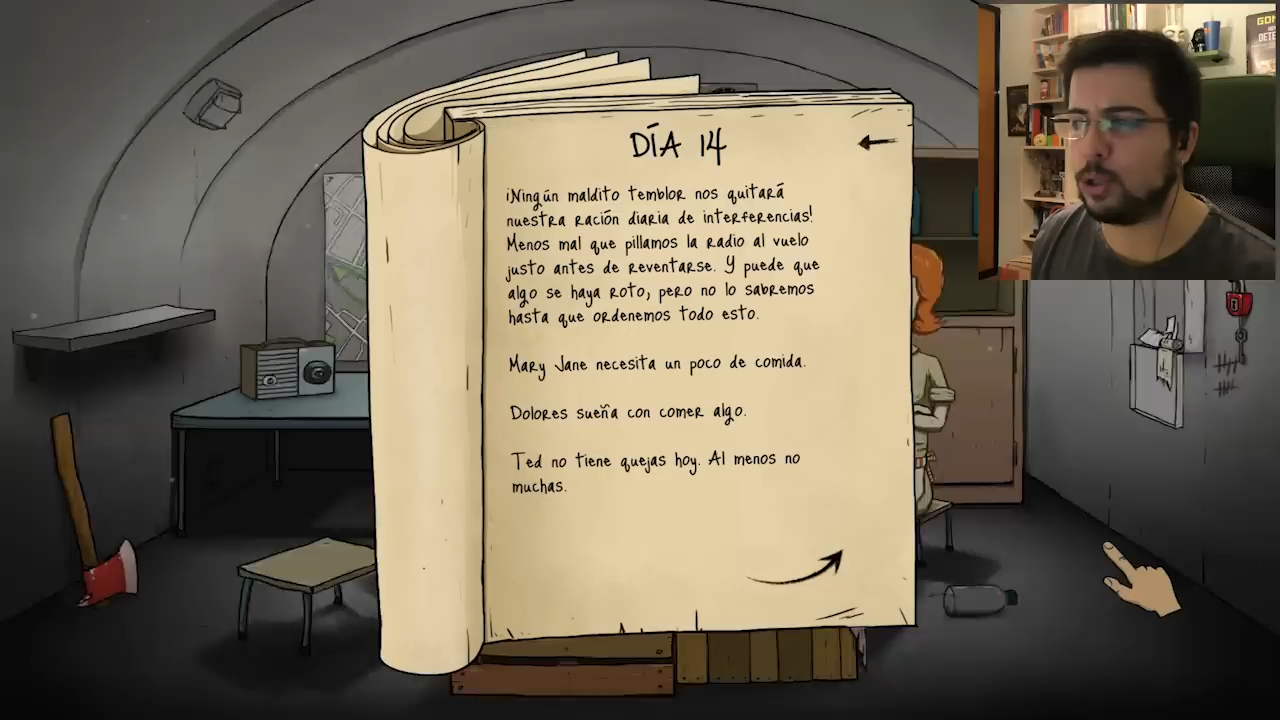 GON
DETE
DÍA 14
¡Ningún maldito temblor nos quitará
nuestra ración diaria de interferencias!
Menos mal que pillamos la radio al vuelo
justo antes de reventarse. Y puede que
algo se haya roto, pero no lo sabremos
hasta que ordenemos todo esto.
Mary Jane necesita un poco de comida.
Dolores sueña con comer algo.
Ted no tiene quejas hoy. Al menos no
muchas.